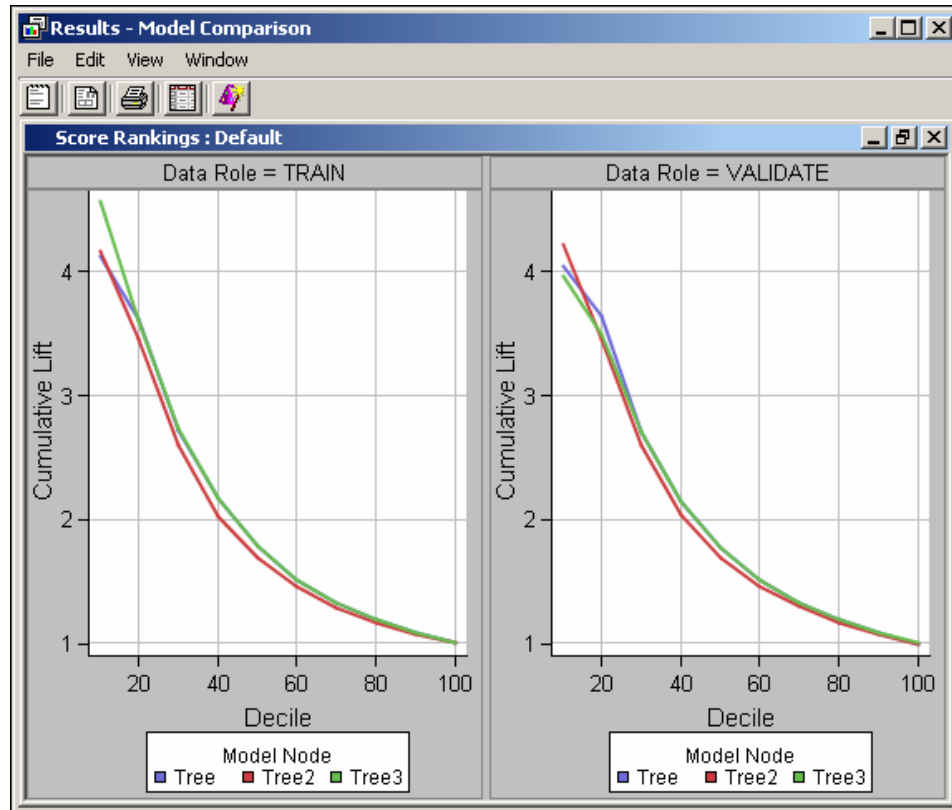 Results - Model Comparison
File Edit View Window
Score Rankings : Default
Data Role = TRAIN
Data Role = VALIDATE
Cumulative Lift
4
3
2
1
20 40 60 80 100
Decile
Model Node
Tree Tree2 Tree3
Cumulative Lift
4
3
2
1
20 40 60 80 100
Decile
Model Node
Tree Tree2 Tree3